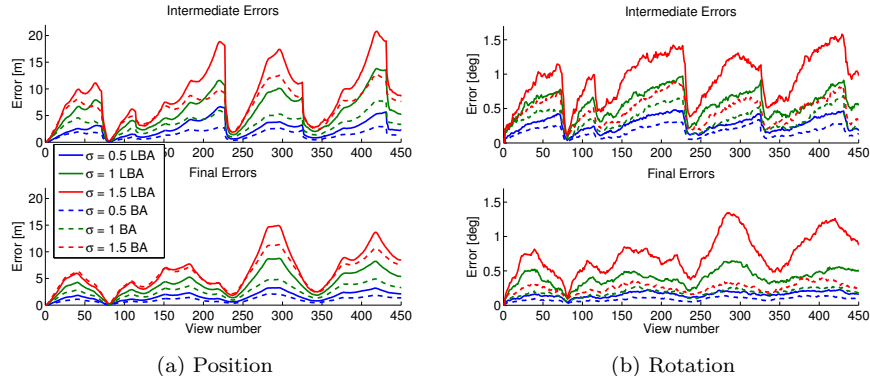 Intermediate Errors
Error [m]
20
15
10
5
0
0 50 100 150 200 250 300 350 400 450
σ = 0.5 LBA
σ = 1 LBA
σ = 1.5 LBA
σ = 0.5 BA
σ = 1 BA
σ = 1.5 BA
Final Errors
Error [m]
20
15
10
5
0
0 50 100 150 200 250 300 350 400 450
View number
(a) Position
Intermediate Errors
Error [deg]
1.5
1
0.5
0
0 50 100 150 200 250 300 350 400 450
Final Errors
Error [deg]
1.5
1
0.5
0
0 50 100 150 200 250 300 350 400 450
View number
(b) Rotation